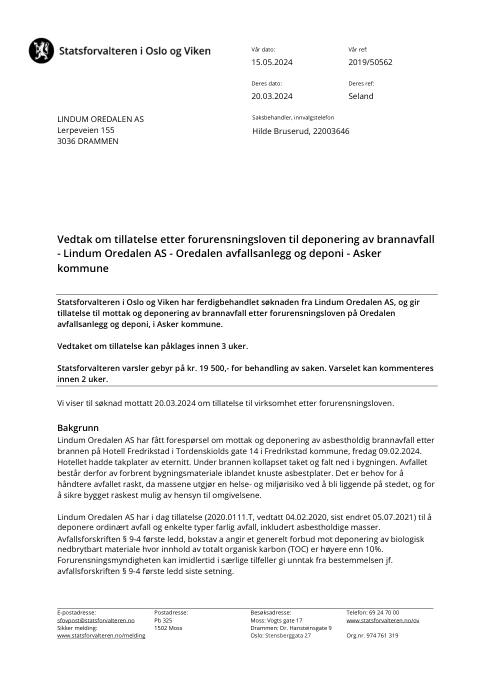 Statsforvalteren i Oslo og Viken
Vår dato:
Vår ref:
15.05.2024
2019/50562
Deres dato:
Deres ref:
20.03.2024
Seland
LINDUM OREDALEN AS
Lerpeveien 155
3036 DRAMMEN
Saksbehandler, innvalgstelefon
Hilde Bruserud, 22003646
Vedtak om tillatelse etter forurensningsloven til deponering av brannavfall
- Lindum Oredalen AS - Oredalen avfallsanlegg og deponi - Asker
kommune
Statsforvalteren i Oslo og Viken har ferdigbehandlet søknaden fra Lindum Oredalen AS, og gir
tillatelse til mottak og deponering av brannavfall etter forurensningsloven på Oredalen
avfallsanlegg og deponi, i Asker kommune.
Vedtaket om tillatelse kan påklages innen 3 uker.
Statsforvalteren varsler gebyr på kr. 19 500,- for behandling av saken. Varselet kan kommenteres
innen 2 uker.
Vi viser til søknad mottatt 20.03.2024 om tillatelse til virksomhet etter forurensningsloven.
Bakgrunn
Lindum Oredalen AS har fått forespørsel om mottak og deponering av asbestholdig brannavfall etter
brannen på Hotell Fredrikstad i Tordenskiolds gate 14 i Fredrikstad kommune, fredag 09.02.2024.
Hotellet hadde takplater av eternitt. Under brannen kollapset taket og falt ned i bygningen. Avfallet
består derfor av forbrent bygningsmateriale iblandet knuste asbestplater. Det er behov for å
håndtere avfallet raskt, da massene utgjør en helse- og miljørisiko ved å bli liggende på stedet, og for
å sikre bygget raskest mulig av hensyn til omgivelsene.
Lindum Oredalen AS har i dag tillatelse (2020.0111.T, vedtatt 04.02.2020, sist endret 05.07.2021) til å
deponere ordinært avfall og enkelte typer farlig avfall, inkludert asbestholdige masser.
Avfallsforskriften § 9-4 første ledd, bokstav a angir et generelt forbud mot deponering av biologisk
nedbrytbart materiale hvor innhold av totalt organisk karbon (TOC) er høyere enn 10%.
Forurensningsmyndigheten kan imidlertid i særlige tilfeller gi unntak fra bestemmelsen jf.
avfallsforskriften § 9-4 første ledd siste setning.
E-postadresse:
sfovpost@statsforvalteren.no
Sikker melding:
www.statsforvalteren.no/melding
Postadresse:
Pb 325
1502 Moss
Besøksadresse:
Moss: Vogts gate 17
Drammen: Dr. Hansteinsgate 9
Oslo: Stensberggata 27
Telefon: 69 24 70 00
www.statsforvalteren.no/ov
Org.nr. 974 761 319